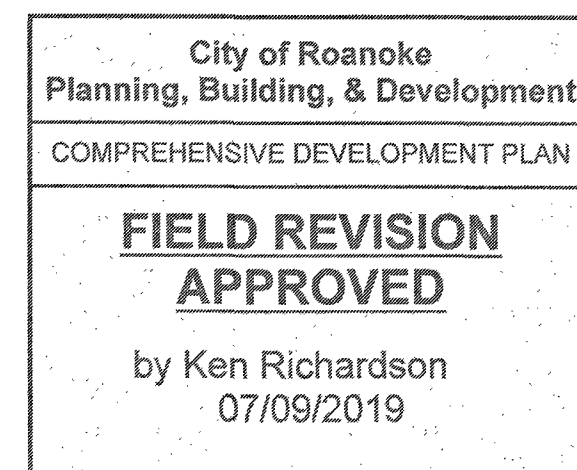 City of Roanoke
Planning, Building, & Development
COMPREHENSIVE DEVELOPMENT PLAN
FIELD REVISION
APPROVED
by Ken Richardson
07/09/2019